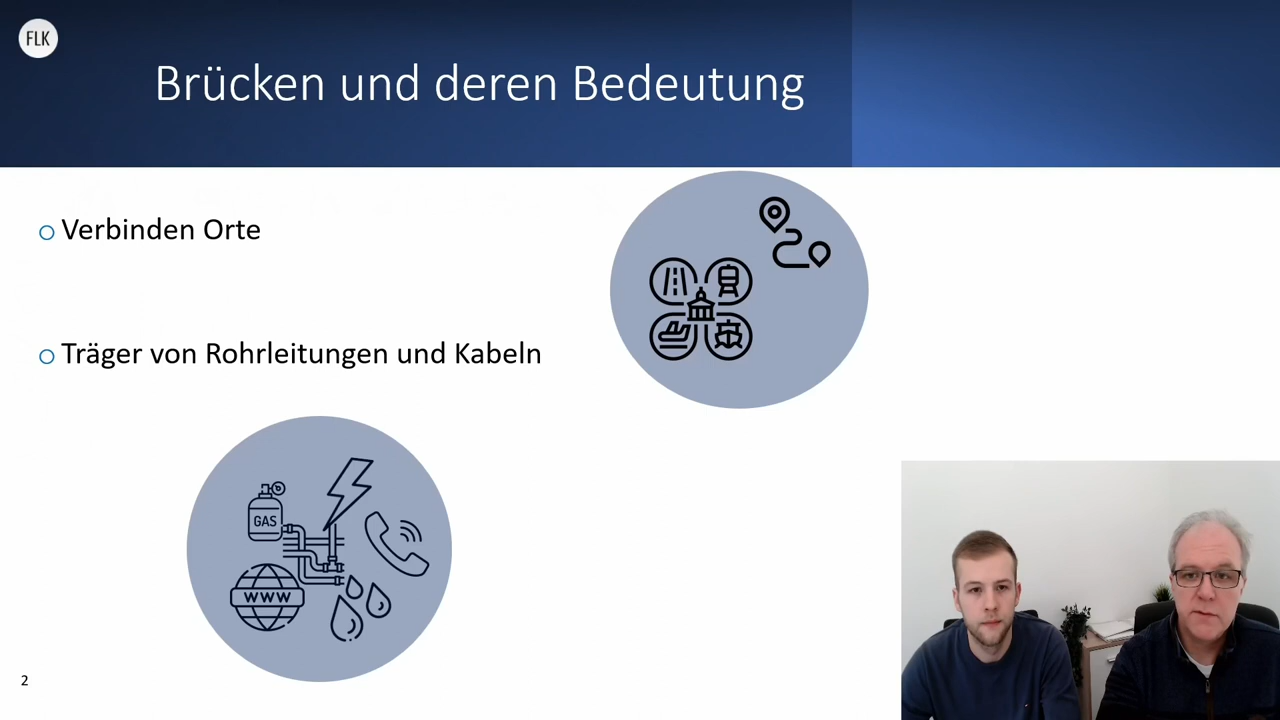 FLK
Brücken und deren Bedeutung
Verbinden Orte
Träger von Rohrleitungen und Kabeln
GAS
WWW
2